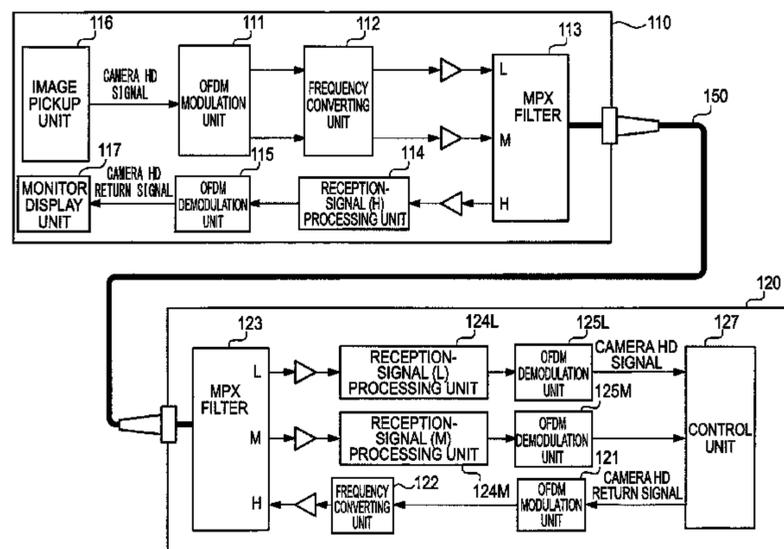 116
111
112
113
110
IMAGE
PICKUP
UNIT
CAMERA HD
SIGNAL
OFDM
MODULATION
UNIT
FREQUENCY
CONVERTING
UNIT
L
MPX
FILTER
M
H
150
117
CAMERA HD
RETURN SIGNAL
115
114
MONITOR
DISPLAY
UNIT
OFDM
DEMODULATION
UNIT
RECEPTION-
SIGNAL (H)
PROCESSING UNIT
120
123
124L
125L
127
MPX
FILTER
L
M
H
RECEPTION-
SIGNAL (L)
PROCESSING UNIT
OFDM
DEMODULATION
UNIT
CAMERA HD
SIGNAL
125M
RECEPTION-
SIGNAL (M)
PROCESSING UNIT
OFDM
DEMODULATION
UNIT
CONTROL
UNIT
122
124M
121
CAMERA HD
RETURN SIGNAL
FREQUENCY
CONVERTING
UNIT
OFDM
MODULATION
UNIT